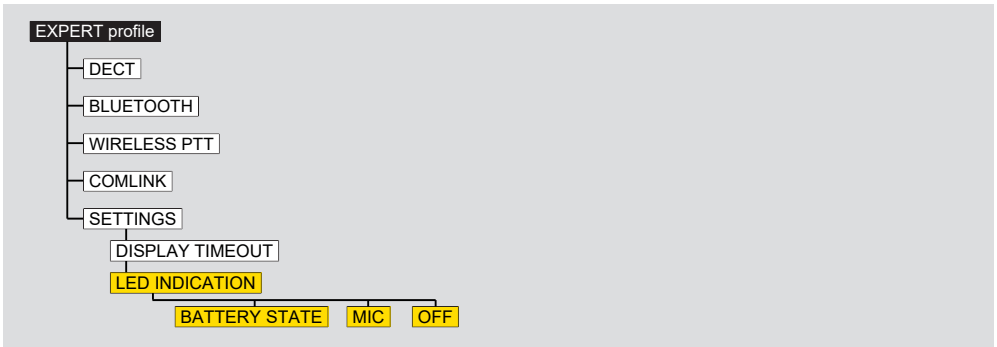 EXPERT profile
DECT
BLUETOOTH
WIRELESS PTT
COMLINK
SETTINGS
DISPLAY TIMEOUT
LED INDICATION
BATTERY STATE MIC OFF